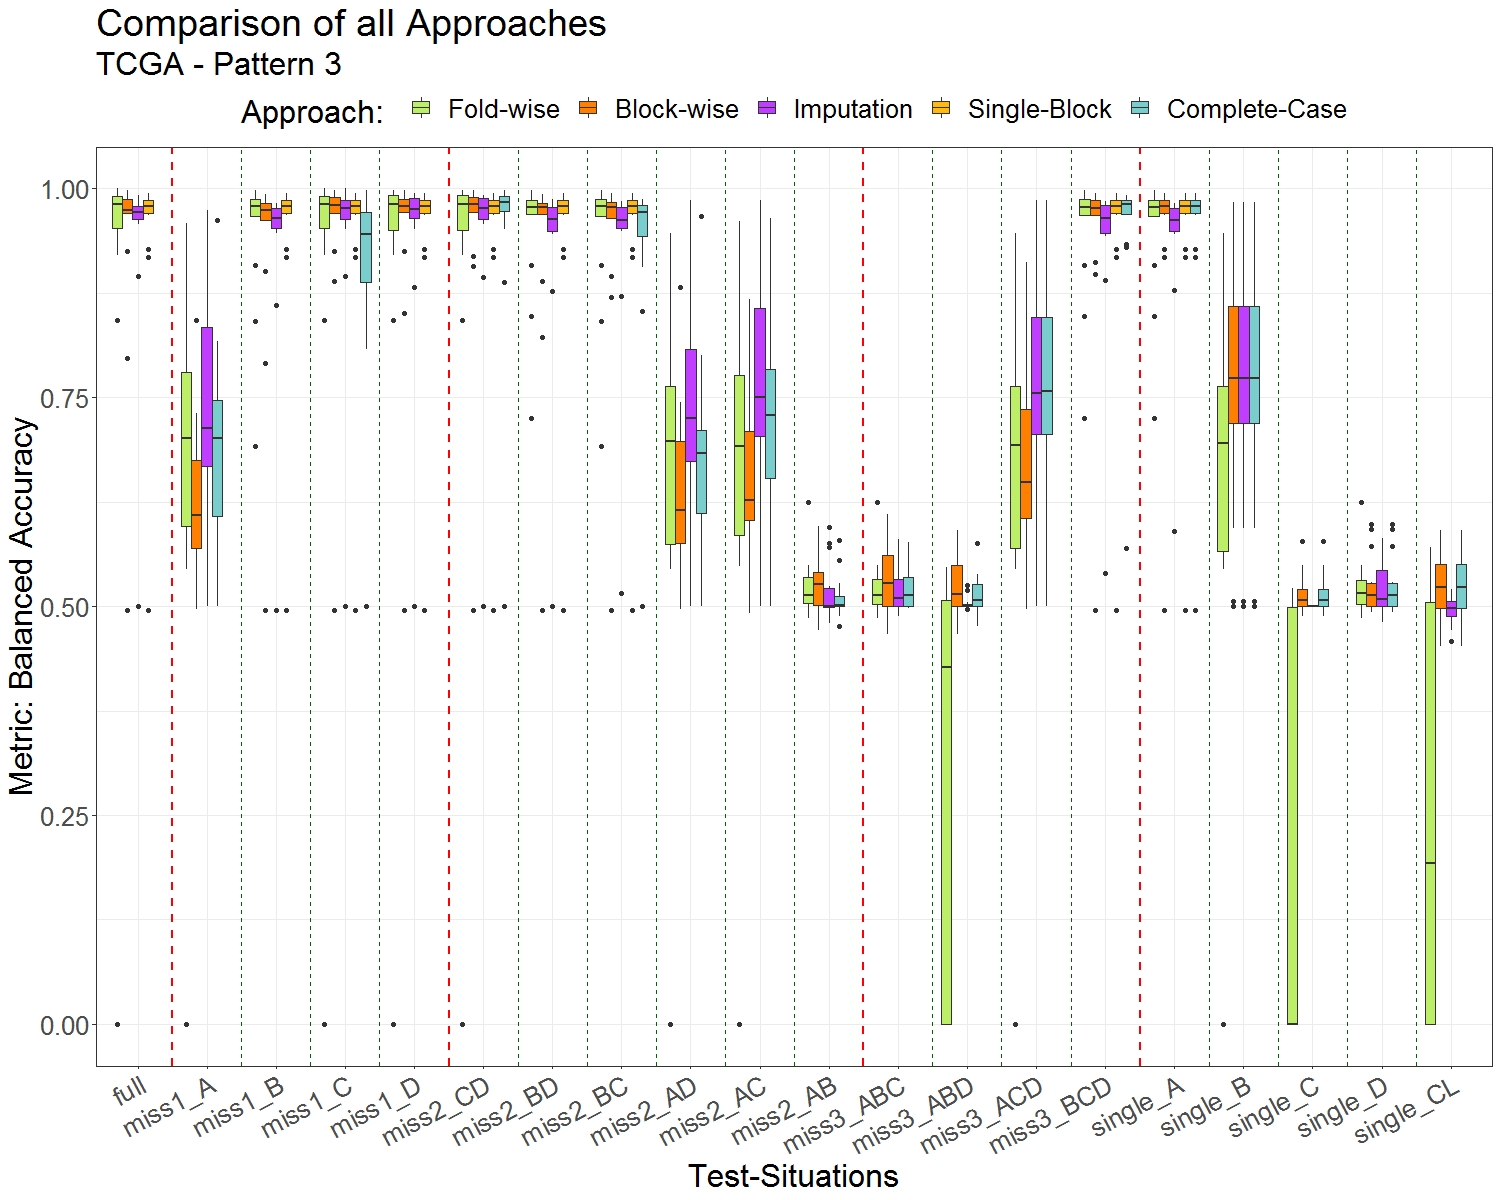 Comparison of all Approaches
TCGA - Pattern 3
Approach: Fold-wise Block-wise Imputation Single-Block Complete-Case
Metric: Balanced Accuracy
1.00
0.75
0.50
0.25
0.00
full miss1_A miss1_B miss1_C miss1_D miss2_CD miss2_BD miss2_BC miss2_AD miss2_AC miss2_AB miss3_ABC miss3_ABD miss3_ACD miss3_BCD single_A single_B single_C single_D single_CL
Test-Situations